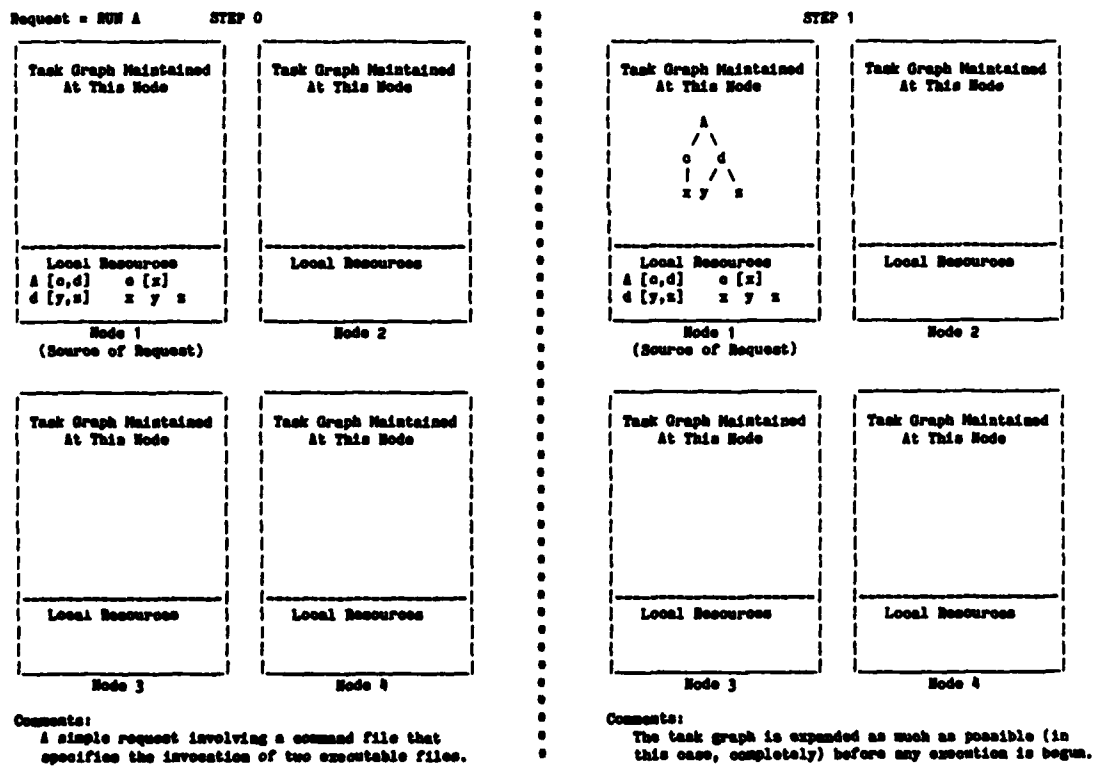 Request = RUN A STEP 0
Task Graph Maintained
At This Node
Local Resources
A [c,d] c [x]
d [y,z] x y z
Node 1
(Source of Request)
Task Graph Maintained
At This Node
Local Resources
Node 2
Task Graph Maintained
At This Node
Local Resources
Node 3
Task Graph Maintained
At This Node
Local Resources
Node 4
Comments:
A simple request involving a command file that
specifies the invocation of two executable files.
STEP 1
Task Graph Maintained
At This Node
A
c d
x y z
Local Resources
A [c,d] c [x]
d [y,z] x y z
Node 1
(Source of Request)
Task Graph Maintained
At This Node
Local Resources
Node 2
Task Graph Maintained
At This Node
Local Resources
Node 3
Task Graph Maintained
At This Node
Local Resources
Node 4
Comments:
The task graph is expanded as much as possible (in
this case, completely) before any execution is begun.